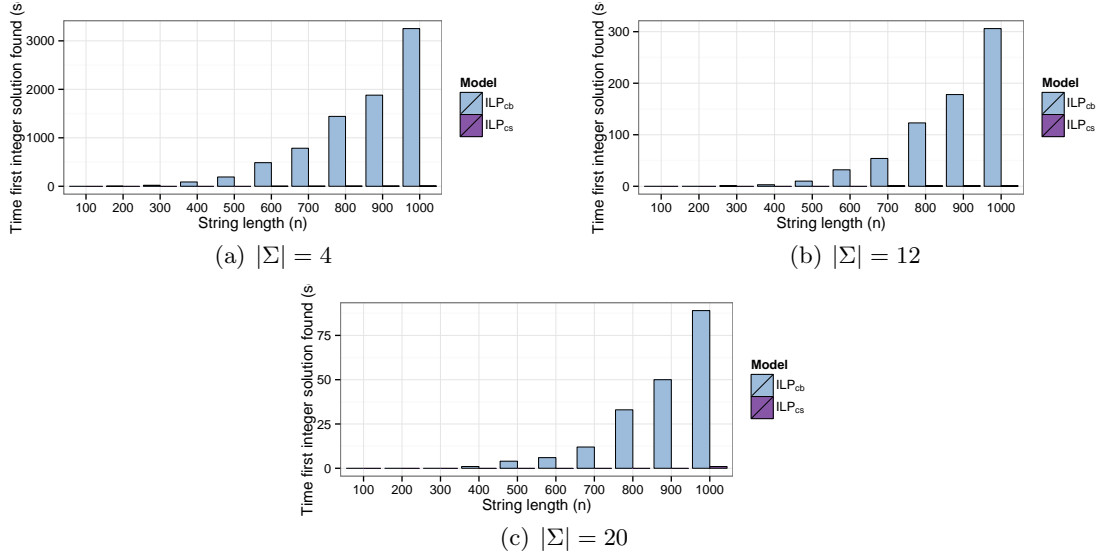 Time first integer solution found (s
3000
2000
1000
0
100 200 300 400 500 600 700 800 900 1000
String length (n)
Model
ILPcb
ILPcs
(a) |Σ| = 4
Time first integer solution found (s
300
200
100
0
100 200 300 400 500 600 700 800 900 1000
String length (n)
Model
ILPcb
ILPcs
(b) |Σ| = 12
Time first integer solution found (s
75
50
25
0
100 200 300 400 500 600 700 800 900 1000
String length (n)
Model
ILPcb
ILPcs
(c) |Σ| = 20